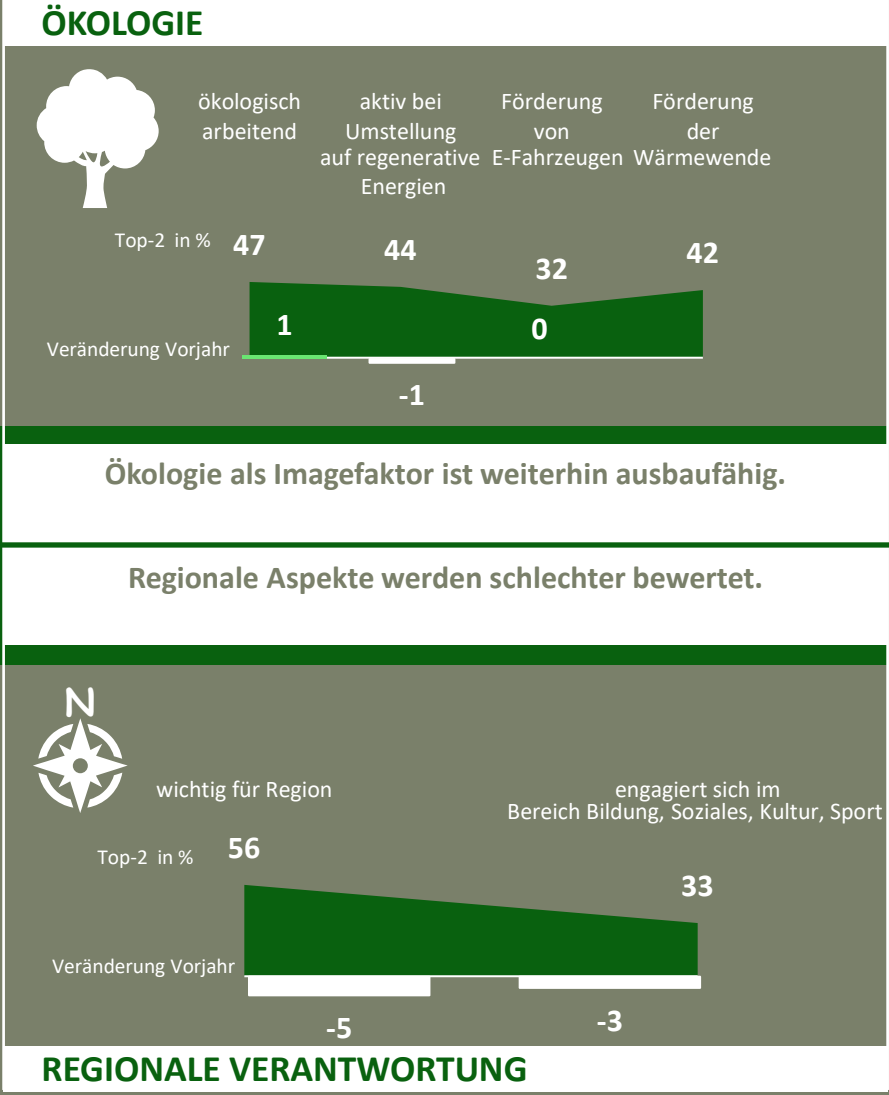 ÖKOLOGIE
ökologisch
arbeitend
aktiv bei
Umstellung
auf regenerative
Energien
Förderung
von
E-Fahrzeugen
Förderung
der
Wärmewende
Top-2 in %
47
44
32
42
1
0
Veränderung Vorjahr
-1
Ökologie als Imagefaktor ist weiterhin ausbaufähig.
Regionale Aspekte werden schlechter bewertet.
N
wichtig für Region
engagiert sich im
Bereich Bildung, Soziales, Kultur, Sport
Top-2 in %
56
33
Veränderung Vorjahr
-5
-3
REGIONALE VERANTWORTUNG